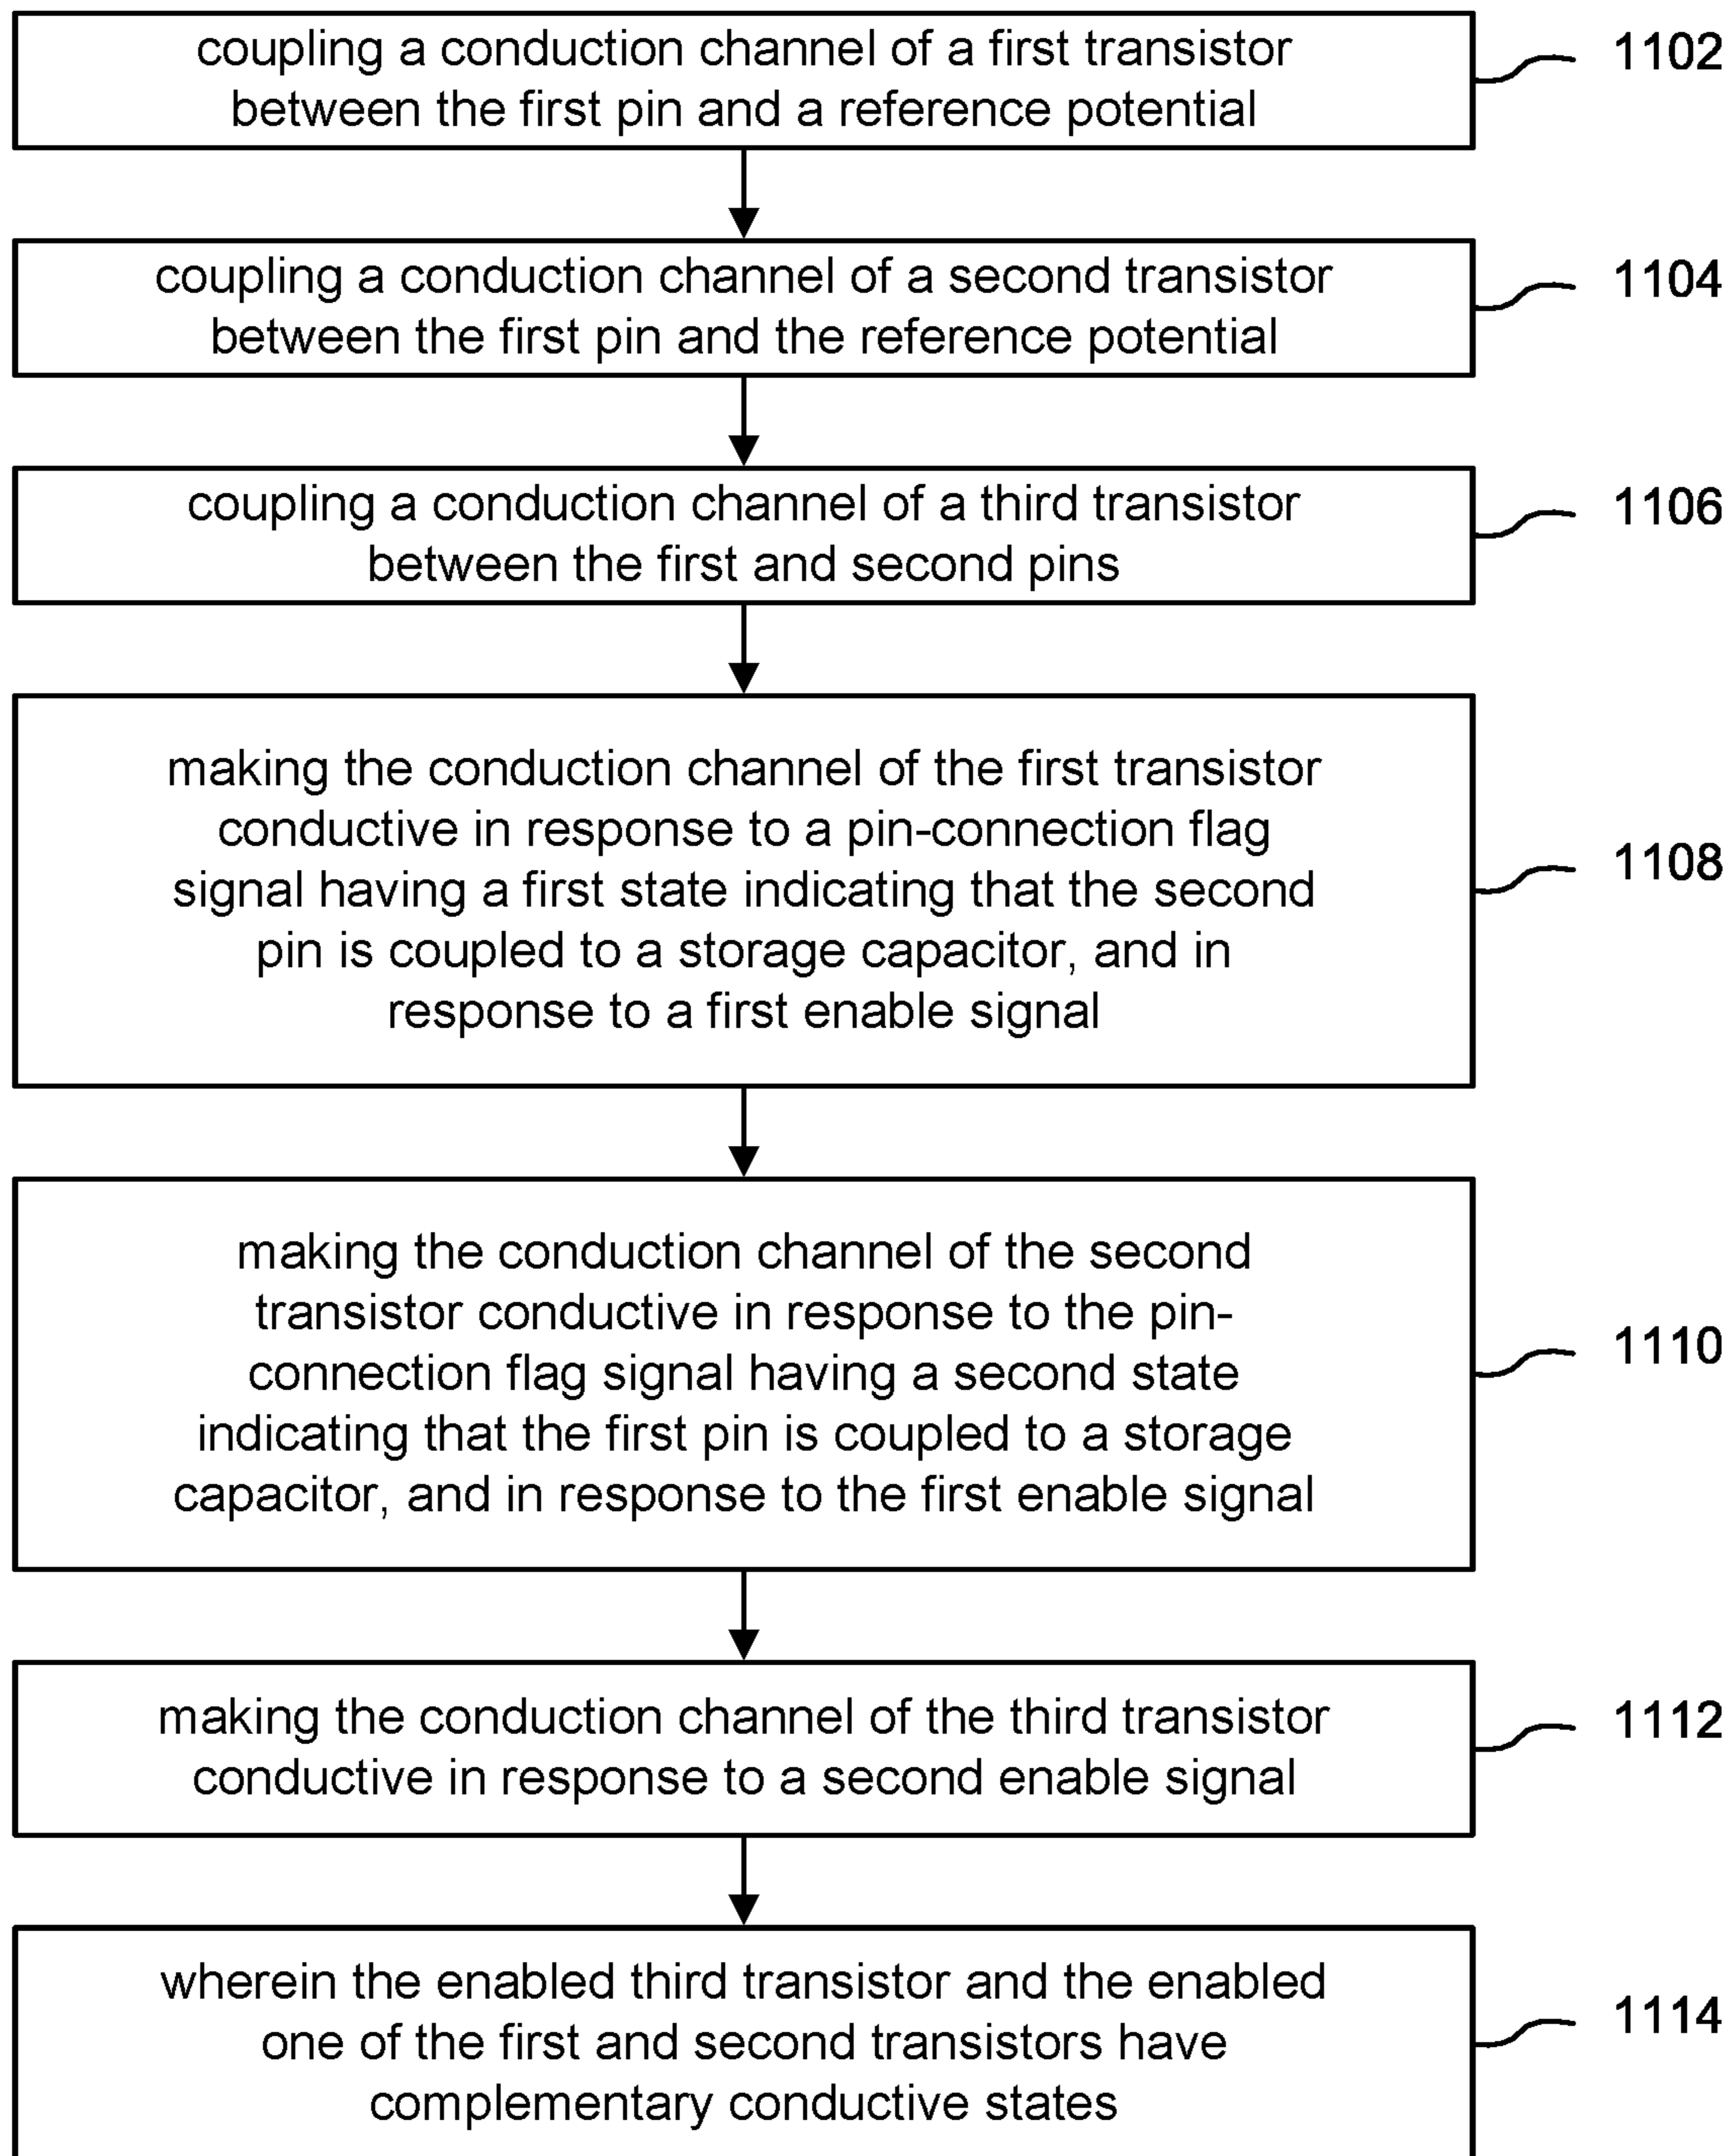 coupling a conduction channel of a first transistor
between the first pin and a reference potential
1102
coupling a conduction channel of a second transistor
between the first pin and the reference potential
1104
coupling a conduction channel of a third transistor
between the first and second pins
1106
making the conduction channel of the first transistor
conductive in response to a pin-connection flag
signal having a first state indicating that the second
pin is coupled to a storage capacitor, and in
response to a first enable signal
1108
making the conduction channel of the second
transistor conductive in response to the pin-
connection flag signal having a second state
indicating that the first pin is coupled to a storage
capacitor, and in response to the first enable signal
1110
making the conduction channel of the third transistor
conductive in response to a second enable signal
1112
wherein the enabled third transistor and the enabled
one of the first and second transistors have
complementary conductive states
1114